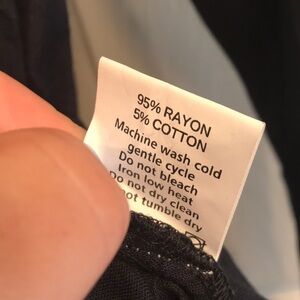 95% RAYON
5% COTTON
Machine wash cold
gentle cycle
Do not bleach
Iron low heat
Do not dry clean
not tumble dry